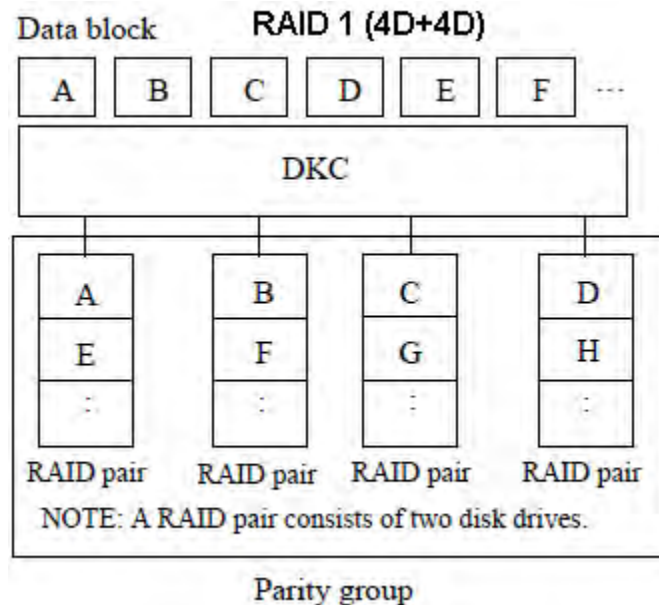 Data block RAID 1 (4D+4D)
A B C D E F ...
DKC
A B C D
E F G H
: : : :
RAID pair RAID pair RAID pair RAID pair
NOTE: A RAID pair consists of two disk drives.
Parity group